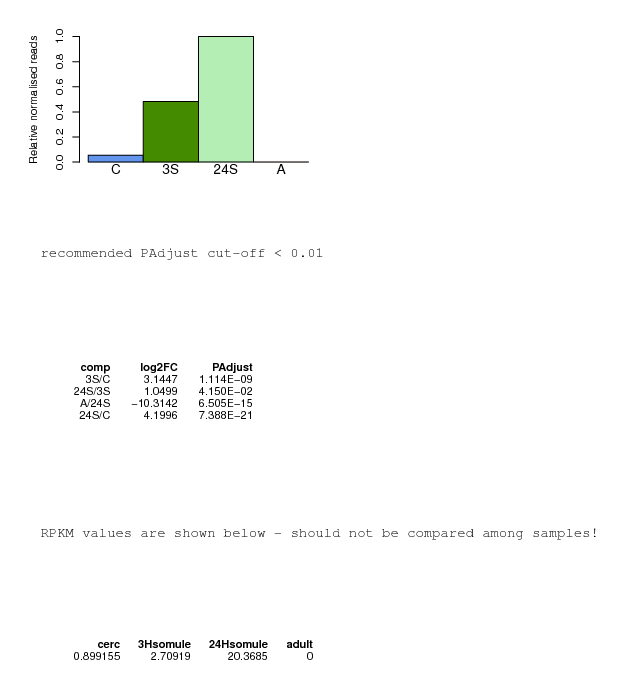 Relative normalised reads
1.0
0.8
0.6
0.4
0.2
0.0
C 3S 24S A
recommended PAdjust cut-off < 0.01
comp log2FC PAdjust
3S/C 3.1447 1.114E−09
24S/3S 1.0499 4.150E−02
A/24S −10.3142 6.505E−15
24S/C 4.1996 7.388E−21
RPKM values are shown below - should not be compared among samples!
cerc 3Hsomule 24Hsomule adult
0.899155 2.70919 20.3685 0